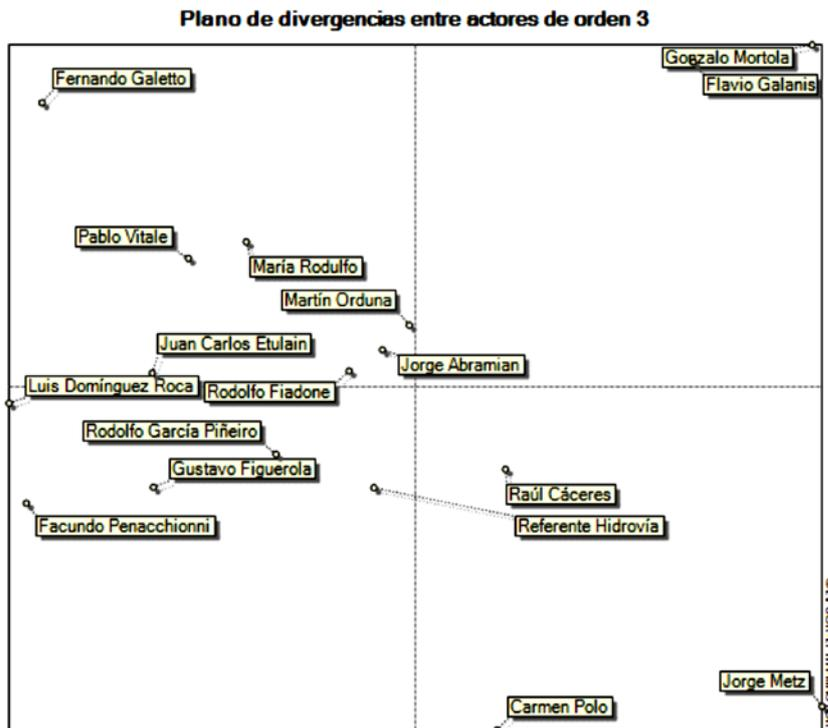 Plano de divergencias entre actores de orden 3
Gonzalo Mortola
Fernando Galetto
Flavio Galanis
Pablo Vitale
María Rodulfo
Martín Orduna
Juan Carlos Etulain
Jorge Abramian
Luis Domínguez Roca
Rodolfo Fiadone
Rodolfo García Piñeiro
Gustavo Figuerola
Raúl Cáceres
Facundo Penacchionni
Referente Hidrovía
Jorge Metz
Carmen Polo